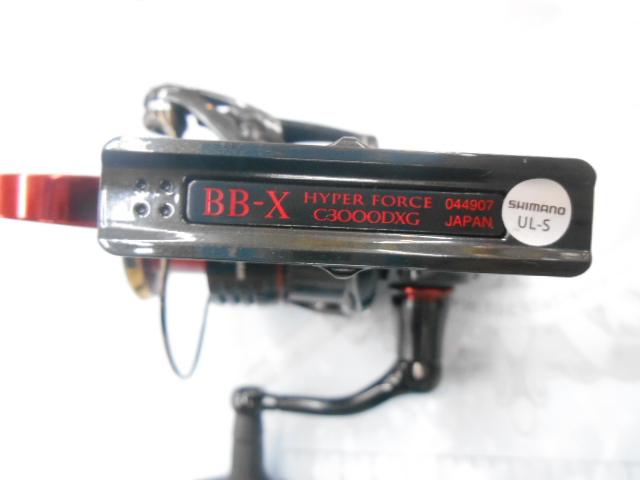 BB-X HYPER FORCE 044907
C3000DXG JAPAN
SHIMANO
UL-S